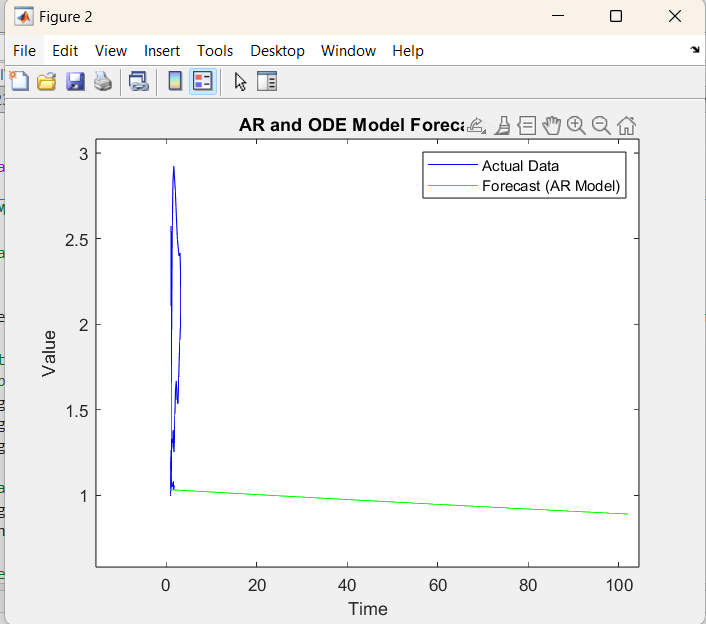 Figure 2
File Edit View Insert Tools Desktop Window Help
AR and ODE Model Foreca
Actual Data
Forecast (AR Model)
3
2.5
2
1.5
1
Value
0 20 40 60 80 100
Time